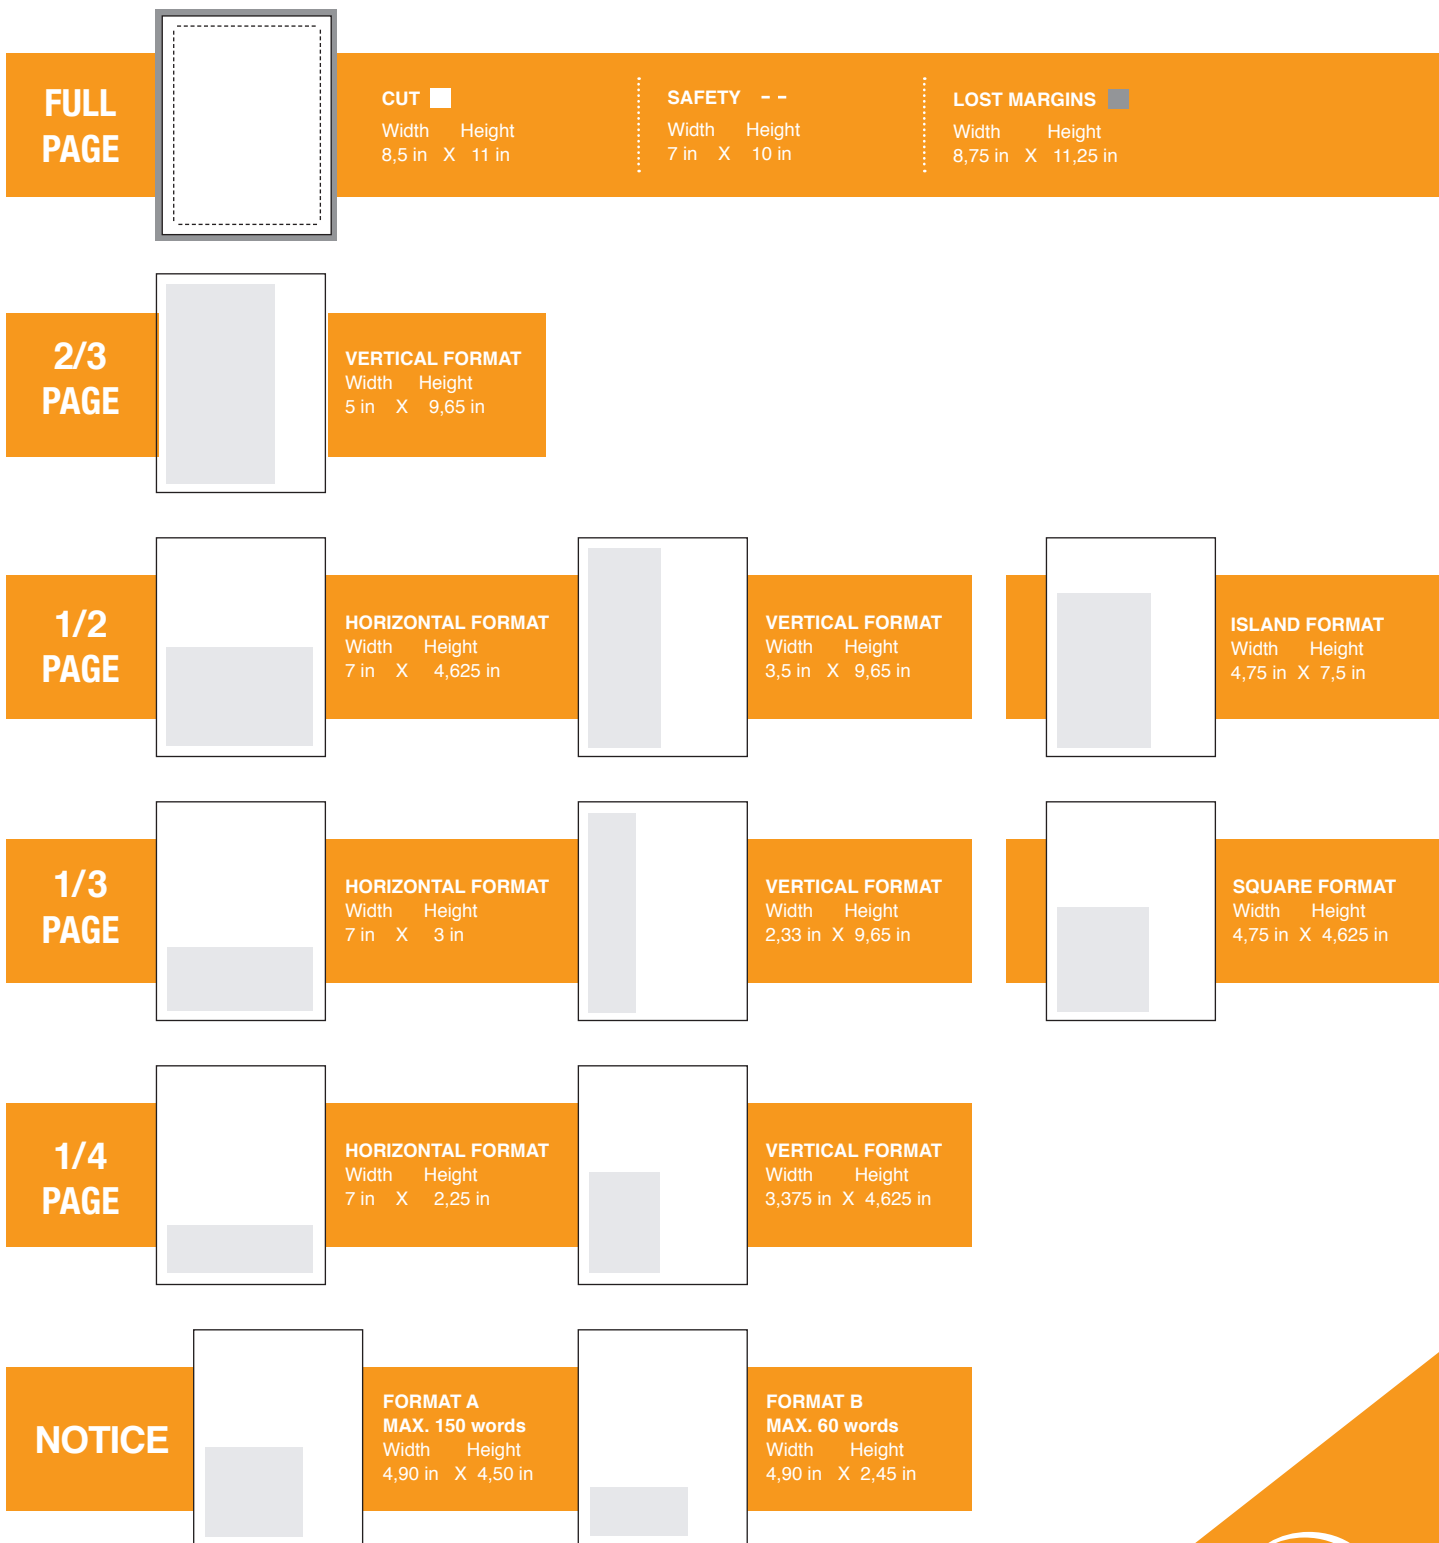 FULL
PAGE
CUT
Width Height
8,5 in X 11 in
SAFETY - -
Width Height
7 in X 10 in
LOST MARGINS
Width Height
8,75 in X 11,25 in
2/3
PAGE
VERTICAL FORMAT
Width Height
5 in X 9,65 in
1/2
PAGE
HORIZONTAL FORMAT
Width Height
7 in X 4,625 in
VERTICAL FORMAT
Width Height
3,5 in X 9,65 in
ISLAND FORMAT
Width Height
4,75 in X 7,5 in
1/3
PAGE
HORIZONTAL FORMAT
Width Height
7 in X 3 in
VERTICAL FORMAT
Width Height
2,33 in X 9,65 in
SQUARE FORMAT
Width Height
4,75 in X 4,625 in
1/4
PAGE
HORIZONTAL FORMAT
Width Height
7 in X 2,25 in
VERTICAL FORMAT
Width Height
3,375 in X 4,625 in
NOTICE
FORMAT A
MAX. 150 words
Width Height
4,90 in X 4,50 in
FORMAT B
MAX. 60 words
Width Height
4,90 in X 2,45 in